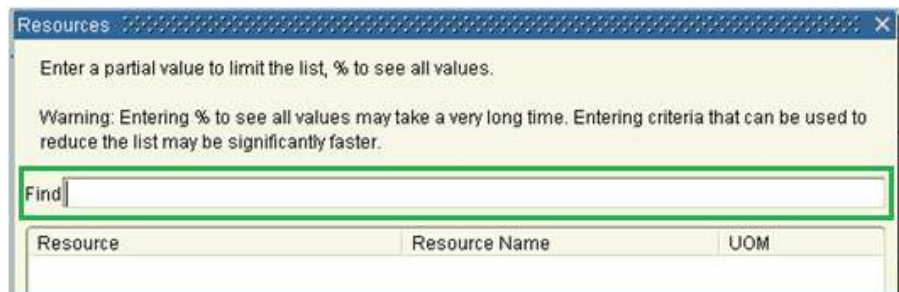 Resources
Enter a partial value to limit the list, % to see all values.
Warning: Entering % to see all values may take a very long time. Entering criteria that can be used to
reduce the list may be significantly faster.
Find
Resource Resource Name UOM